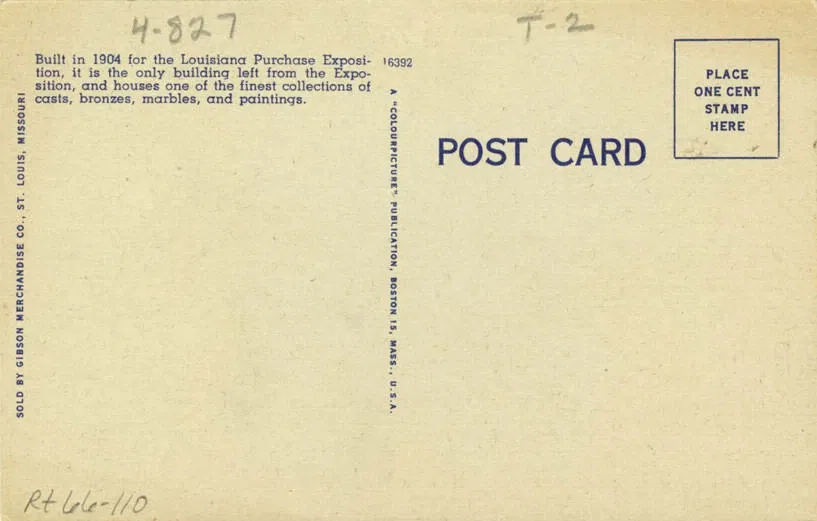 4-827
T-2
Built in 1904 for the Louisiana Purchase Exposi-
tion, it is the only building left from the Expo-
sition, and houses one of the finest collections of
casts, bronzes, marbles, and paintings.
16392
PLACE
ONE CENT
STAMP
HERE
POST CARD
SOLD BY GIBSON MERCHANDISE CO., ST. LOUIS, MISSOURI
A "COLOURPICTURE" PUBLICATION, BOSTON 15, MASS., U.S.A.
Rt 66-110